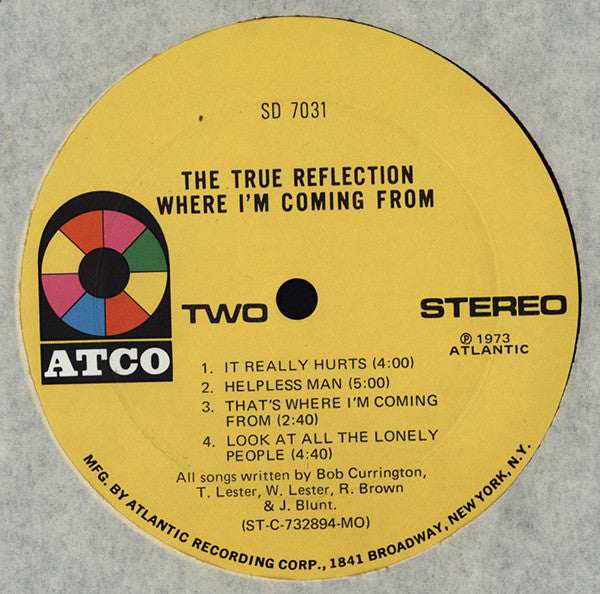 SD 7031
THE TRUE REFLECTION
WHERE I'M COMING FROM
ATCO
TWO
STEREO
Ⓟ 1973
ATLANTIC
1. IT REALLY HURTS (4:00)
2. HELPLESS MAN (5:00)
3. THAT'S WHERE I'M COMING
FROM (2:40)
4. LOOK AT ALL THE LONELY
PEOPLE (4:40)
All songs written by Bob Currington,
T. Lester, W. Lester, R. Brown
& J. Blunt.
(ST-C-732894-MO)
MFG. BY ATLANTIC RECORDING CORP., 1841 BROADWAY, NEW YORK, N.Y.